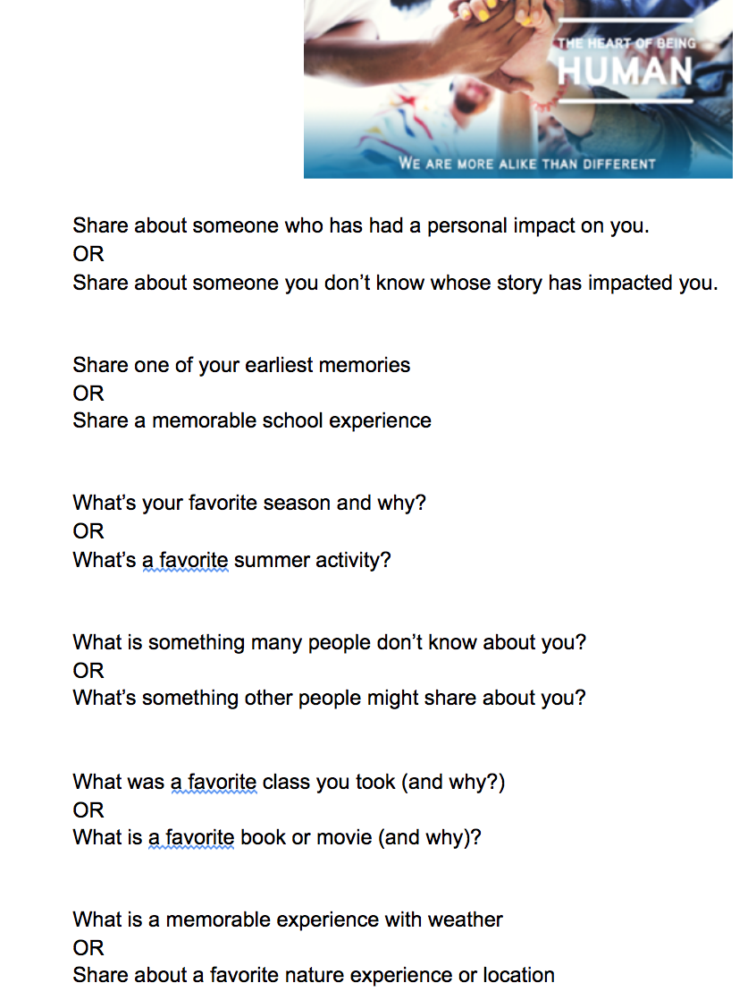 THE HEART OF BEING
HUMAN
WE ARE MORE ALIKE THAN DIFFERENT
Share about someone who has had a personal impact on you.
OR
Share about someone you don’t know whose story has impacted you.
Share one of your earliest memories
OR
Share a memorable school experience
What’s your favorite season and why?
OR
What’s a favorite summer activity?
What is something many people don’t know about you?
OR
What’s something other people might share about you?
What was a favorite class you took (and why?)
OR
What is a favorite book or movie (and why)?
What is a memorable experience with weather
OR
Share about a favorite nature experience or location